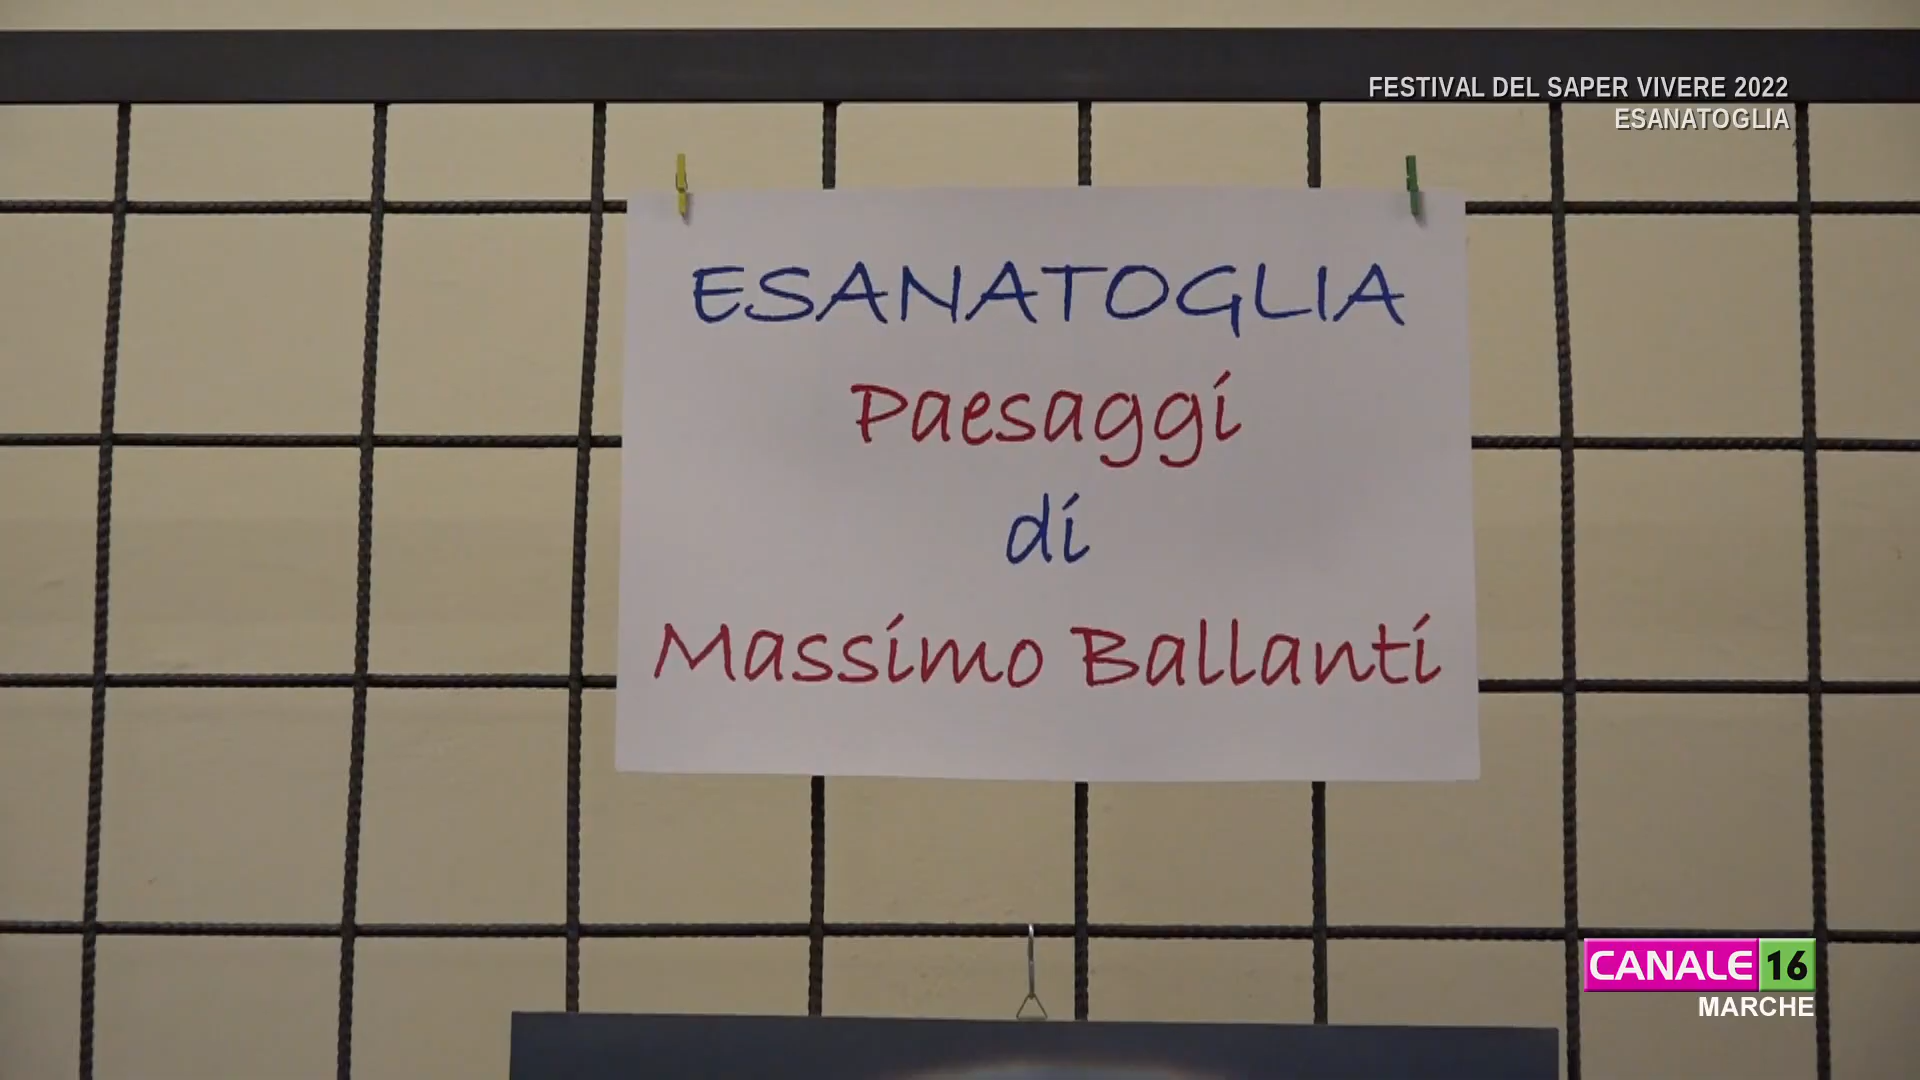 FESTIVAL DEL SAPER VIVERE 2022
ESANATOGLIA
ESANATOGLIA
Paesaggi
di
Massimo Ballanti
CANALE 16
MARCHE